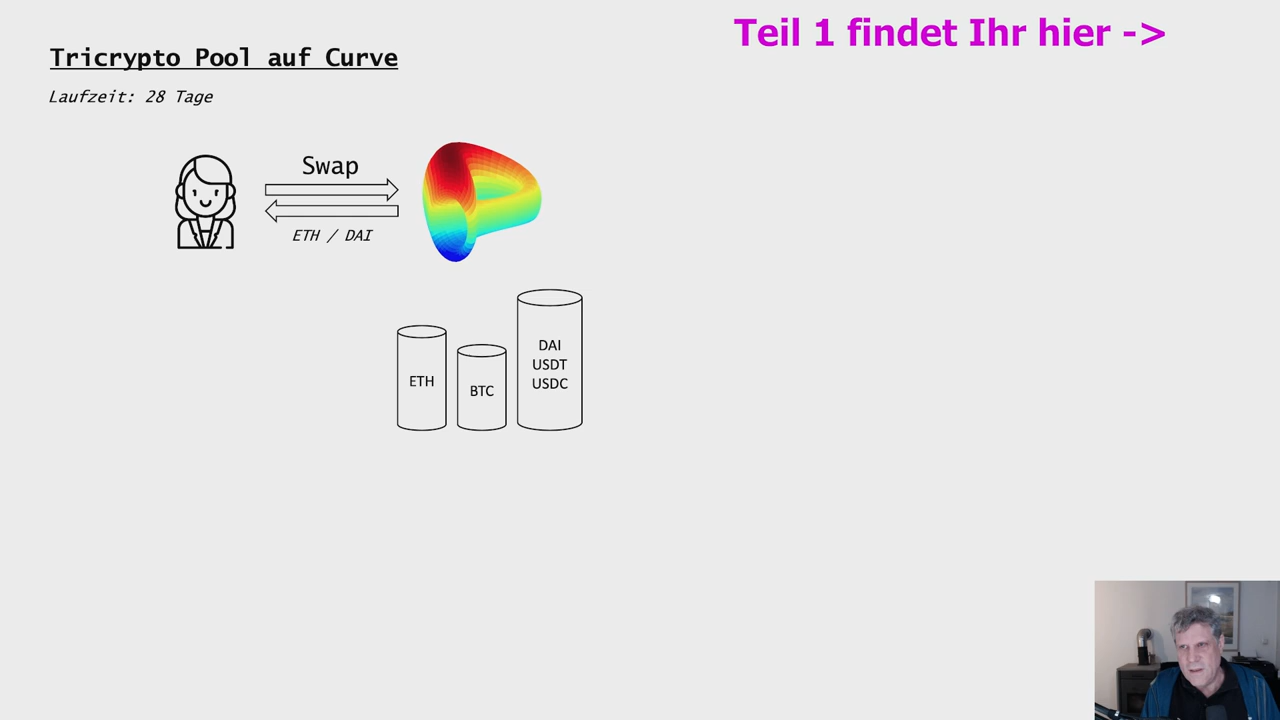 Teil 1 findet Ihr hier ->
Tricrypto Pool auf Curve
Laufzeit: 28 Tage
Swap
ETH / DAI
ETH
BTC
DAI
USDT
USDC